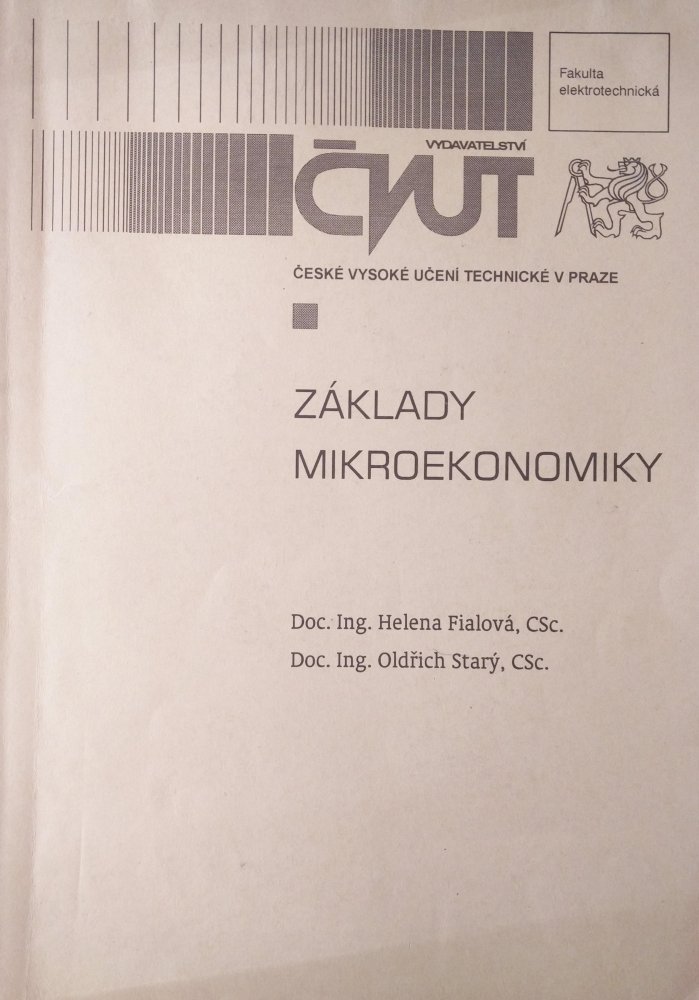 Fakulta
elektrotechnická
VYDAVATELSTVÍ
ČVUT
ČESKÉ VYSOKÉ UČENÍ TECHNICKÉ V PRAZE
ZÁKLADY
MIKROEKONOMIKY
Doc. Ing. Helena Fialová, CSc.
Doc. Ing. Oldřich Starý, CSc.